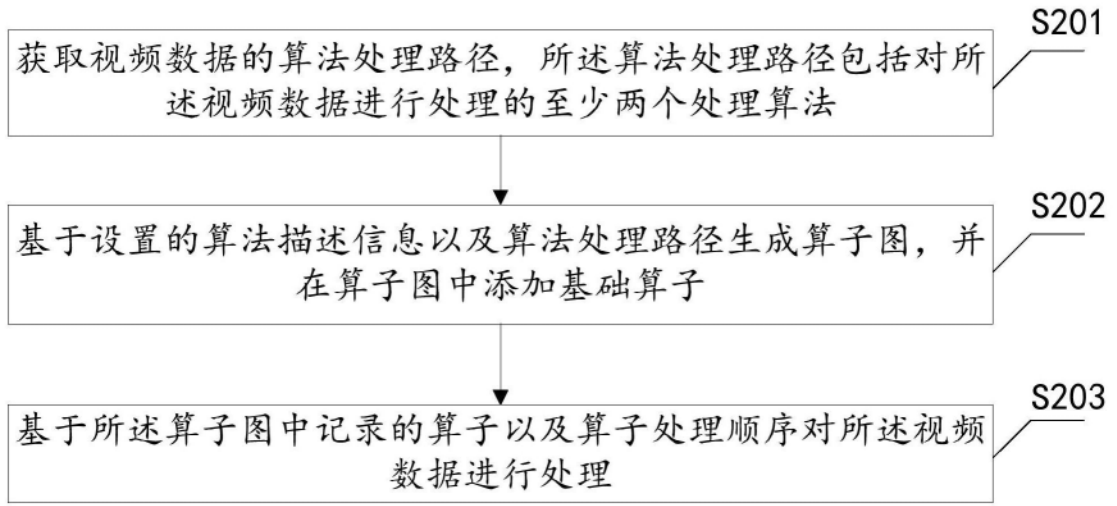 S201
获取视频数据的算法处理路径，所述算法处理路径包括对所
述视频数据进行处理的至少两个处理算法
S202
基于设置的算法描述信息以及算法处理路径生成算子图，并
在算子图中添加基础算子
S203
基于所述算子图中记录的算子以及算子处理顺序对所述视频
数据进行处理